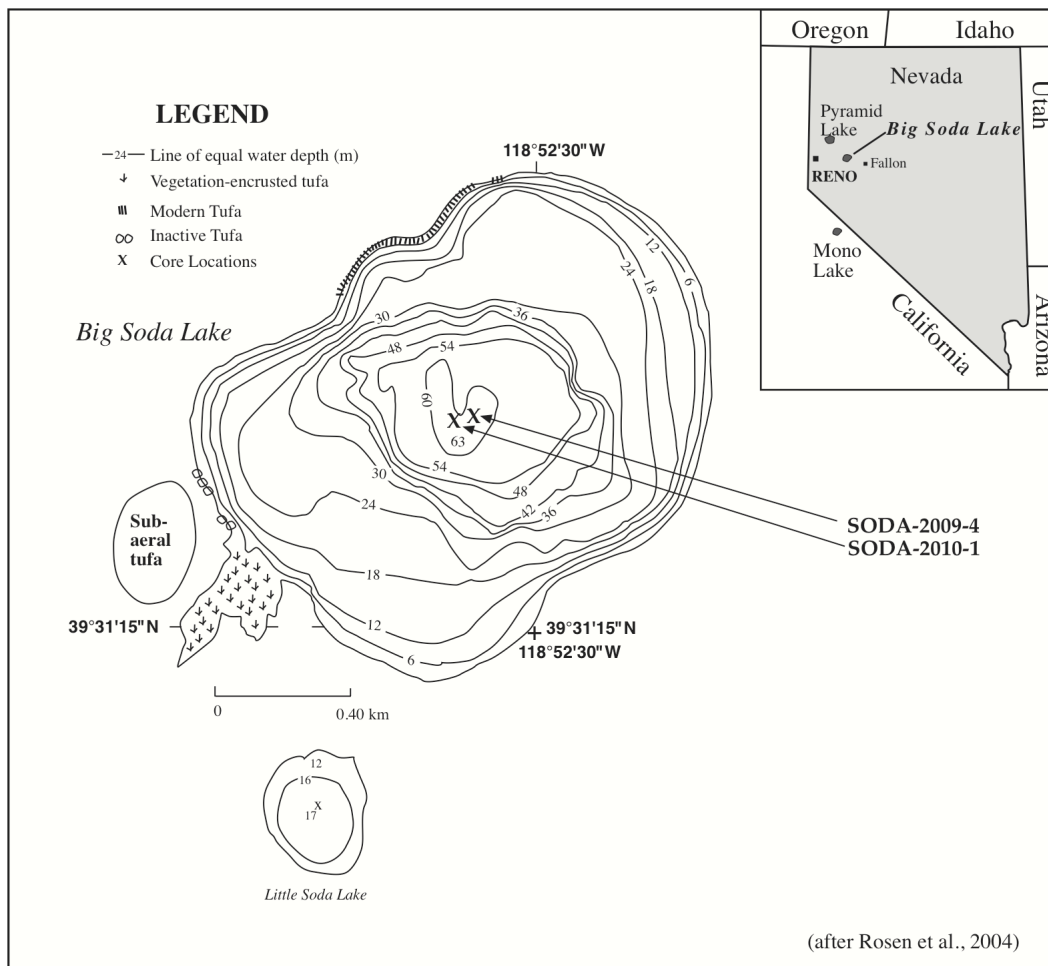 Oregon
Idaho
Nevada
Utah
Pyramid
Lake
Big Soda Lake
Fallon
RENO
Mono
Lake
California
Arizona
LEGEND
24 Line of equal water depth (m)
Vegetation-encrusted tufa
Modern Tufa
Inactive Tufa
X Core Locations
118°52'30"W
Big Soda Lake
12
24
18
6
30
36
48
54
60
X X
63
54
30
48
24
42
36
18
12
6
SODA-2009-4
SODA-2010-1
Sub-
aeral
tufa
39°31'15"N
39°31'15"N
118°52'30"W
0
0.40 km
12
16
X
17
Little Soda Lake
(after Rosen et al., 2004)